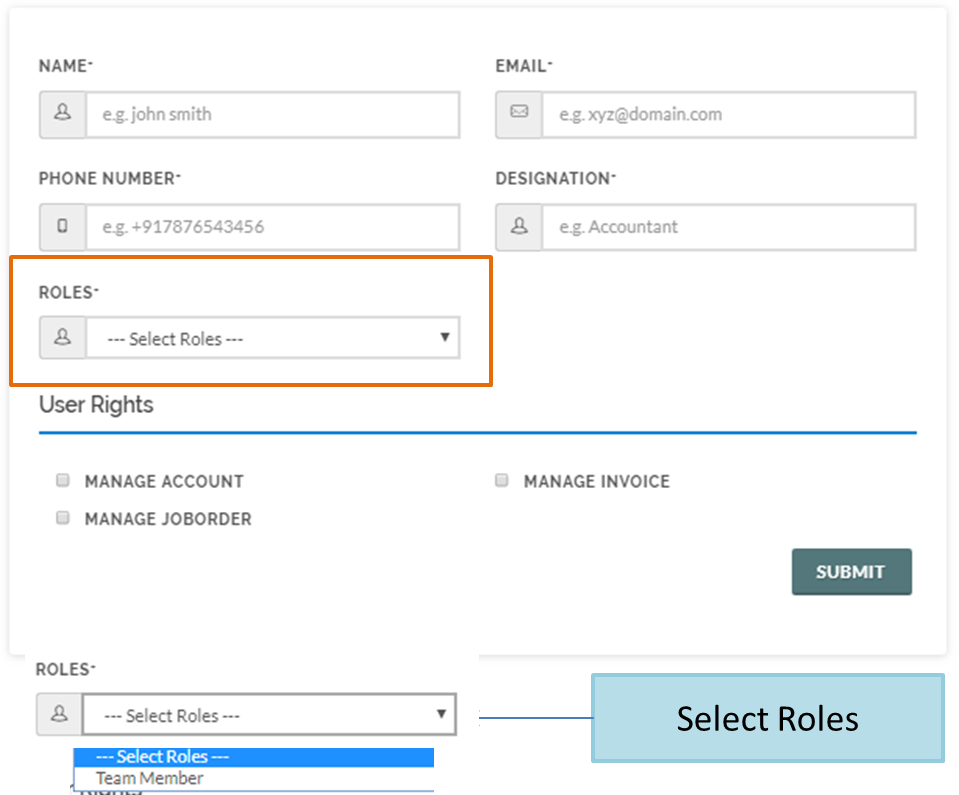 NAME* EMAIL*
e.g. john smith e.g. xyz@domain.com
PHONE NUMBER* DESIGNATION*
e.g. +917876543456 e.g. Accountant
ROLES*
--- Select Roles ---
User Rights
MANAGE ACCOUNT MANAGE INVOICE
MANAGE JOBORDER
SUBMIT
ROLES*
--- Select Roles ---
Select Roles
--- Select Roles ---
Team Member